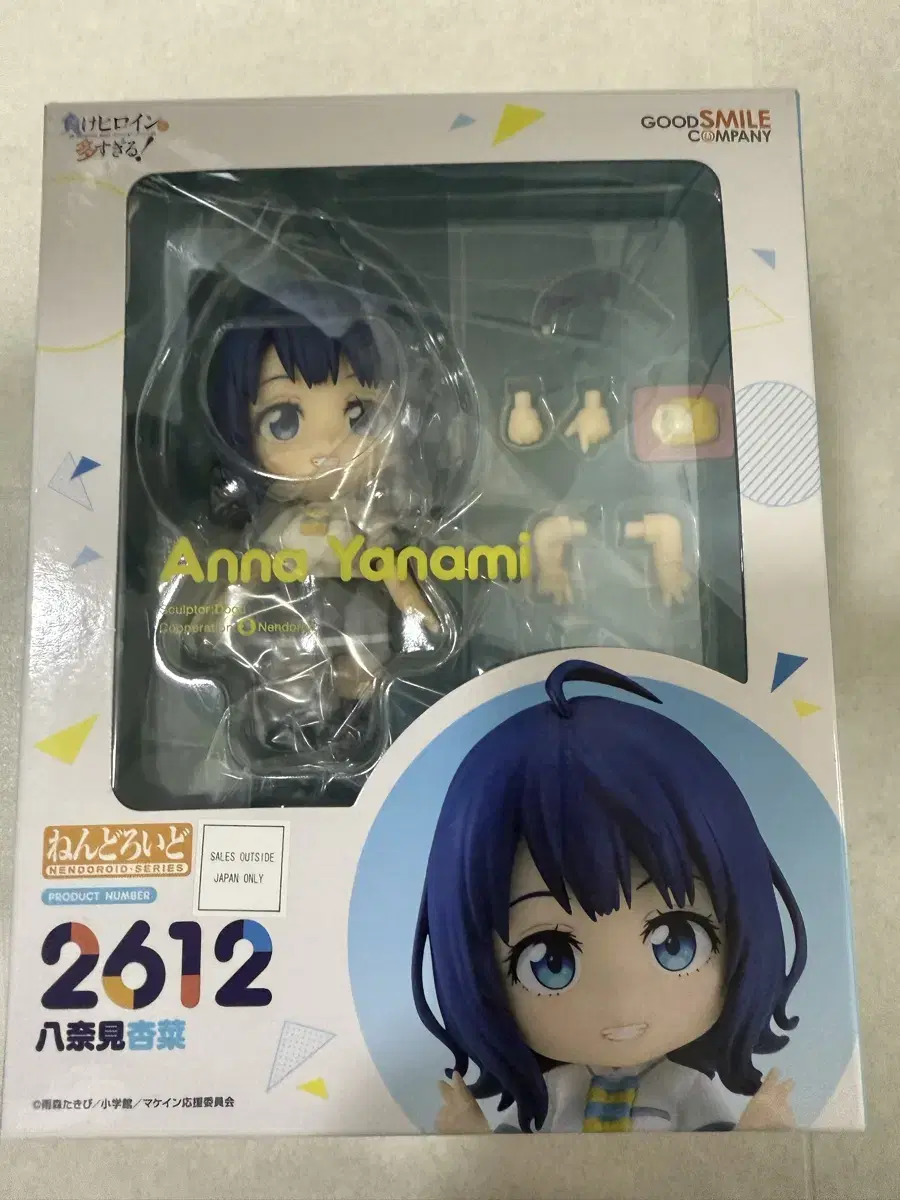 負けヒロインが
多すぎる!
GOOD SMILE
COMPANY
Anna Yanami
Sculptor:
Cooperation: Nendoron
ねんどろいど
NENDOROID・SERIES
SALES OUTSIDE
JAPAN ONLY
PRODUCT NUMBER
2612
八奈見杏菜
©雨森たきび/小学館/マケイン応援委員会